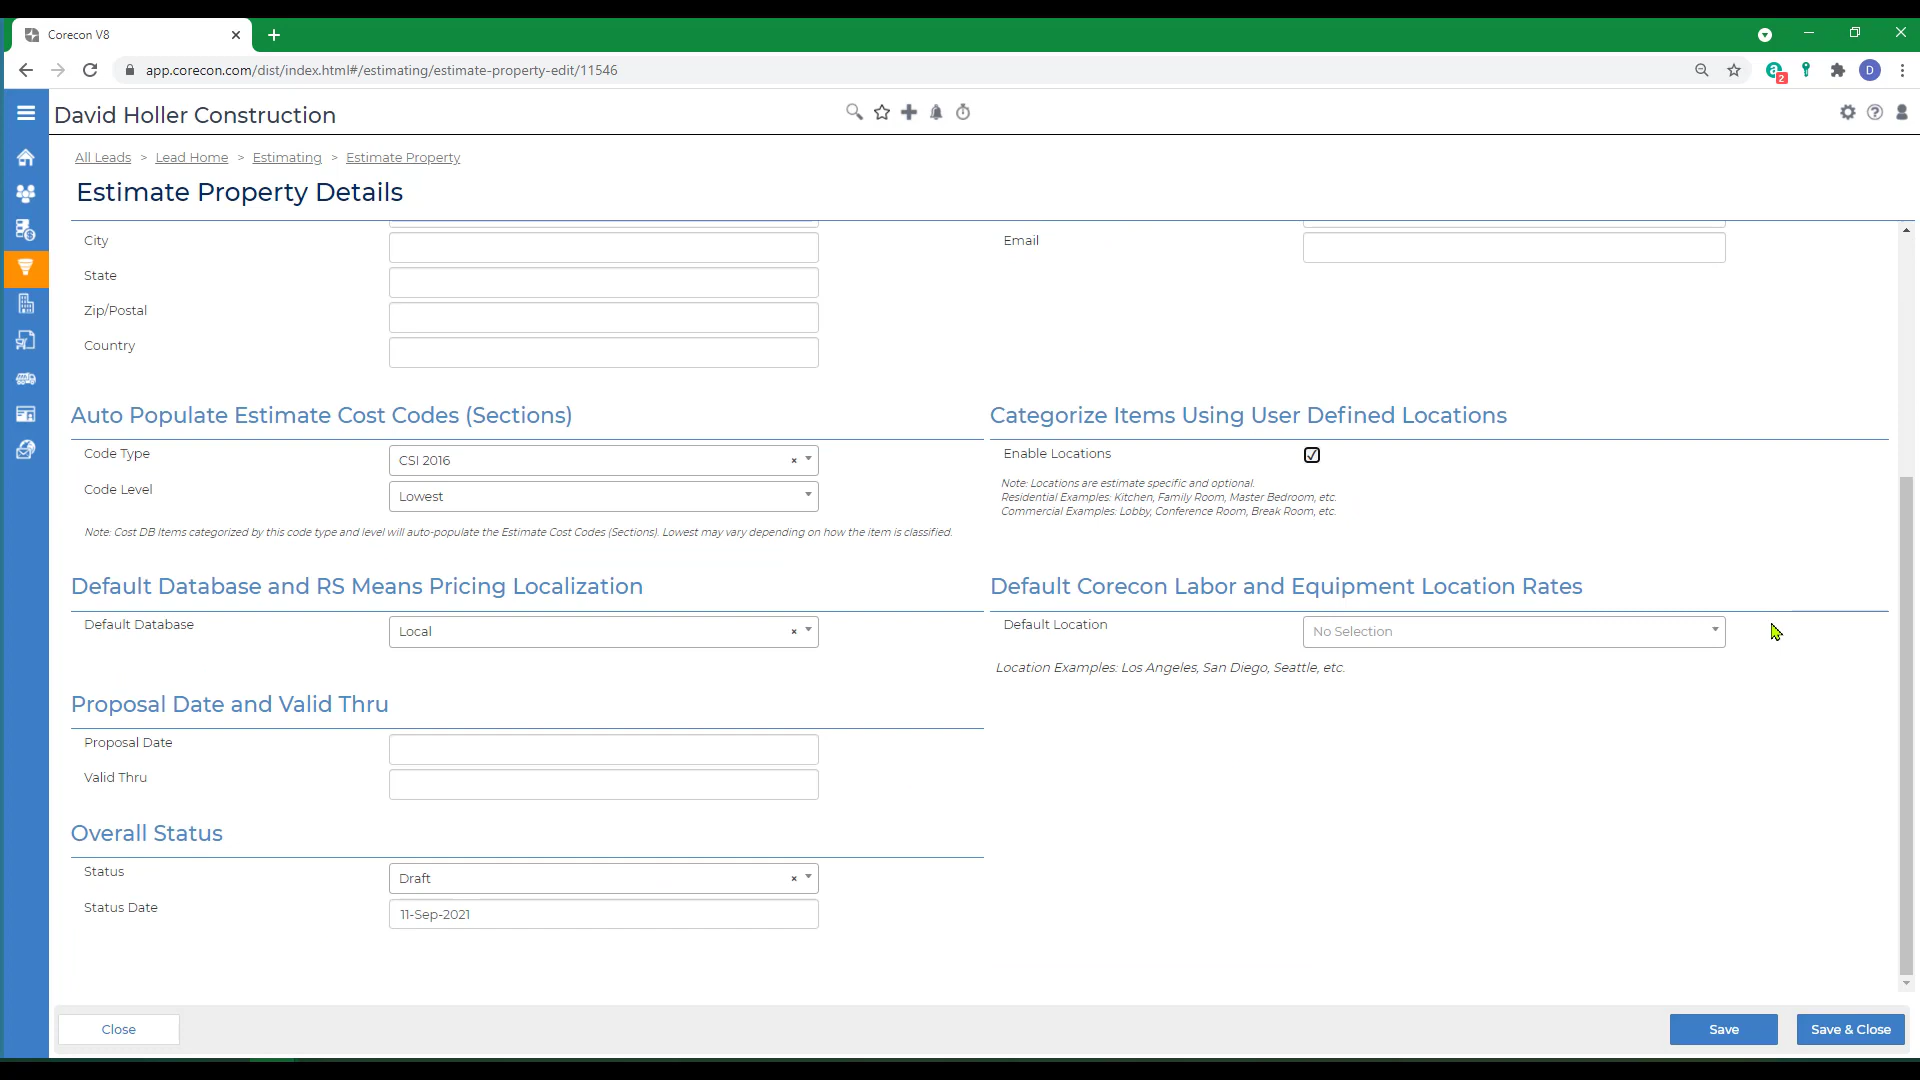 Corecon V8
app.corecon.com/dist/index.html#/estimating/estimate-property-edit/11546
2
D
David Holler Construction
All Leads > Lead Home > Estimating > Estimate Property
Estimate Property Details
City
Email
State
Zip/Postal
Country
Auto Populate Estimate Cost Codes (Sections)
Categorize Items Using User Defined Locations
Code Type
CSI 2016
Enable Locations
Code Level
Lowest
Note: Locations are estimate specific and optional.
Residential Examples: Kitchen, Family Room, Master Bedroom, etc.
Commercial Examples: Lobby, Conference Room, Break Room, etc.
Note: Cost DB Items categorized by this code type and level will auto-populate the Estimate Cost Codes (Sections). Lowest may vary depending on how the item is classified.
Default Database and RS Means Pricing Localization
Default Corecon Labor and Equipment Location Rates
Default Database
Local
Default Location
No Selection
Location Examples: Los Angeles, San Diego, Seattle, etc.
Proposal Date and Valid Thru
Proposal Date
Valid Thru
Overall Status
Status
Draft
Status Date
11-Sep-2021
Close
Save
Save & Close